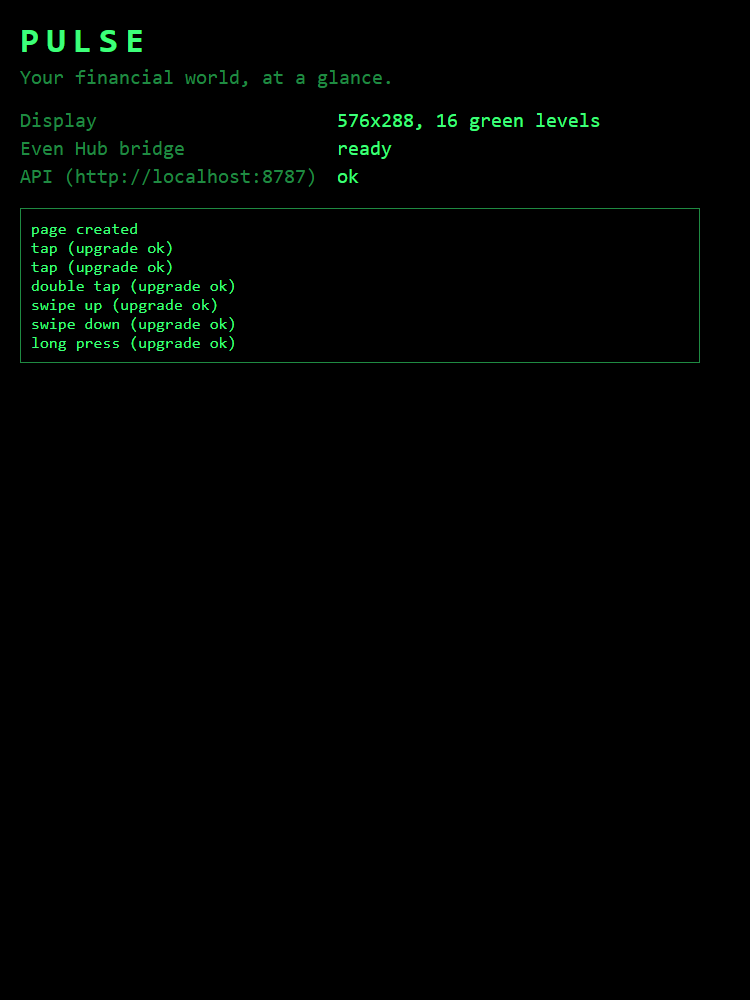 PULSE
Your financial world, at a glance.
Display 576x288, 16 green levels
Even Hub bridge ready
API (http://localhost:8787) ok
page created
tap (upgrade ok)
tap (upgrade ok)
double tap (upgrade ok)
swipe up (upgrade ok)
swipe down (upgrade ok)
long press (upgrade ok)